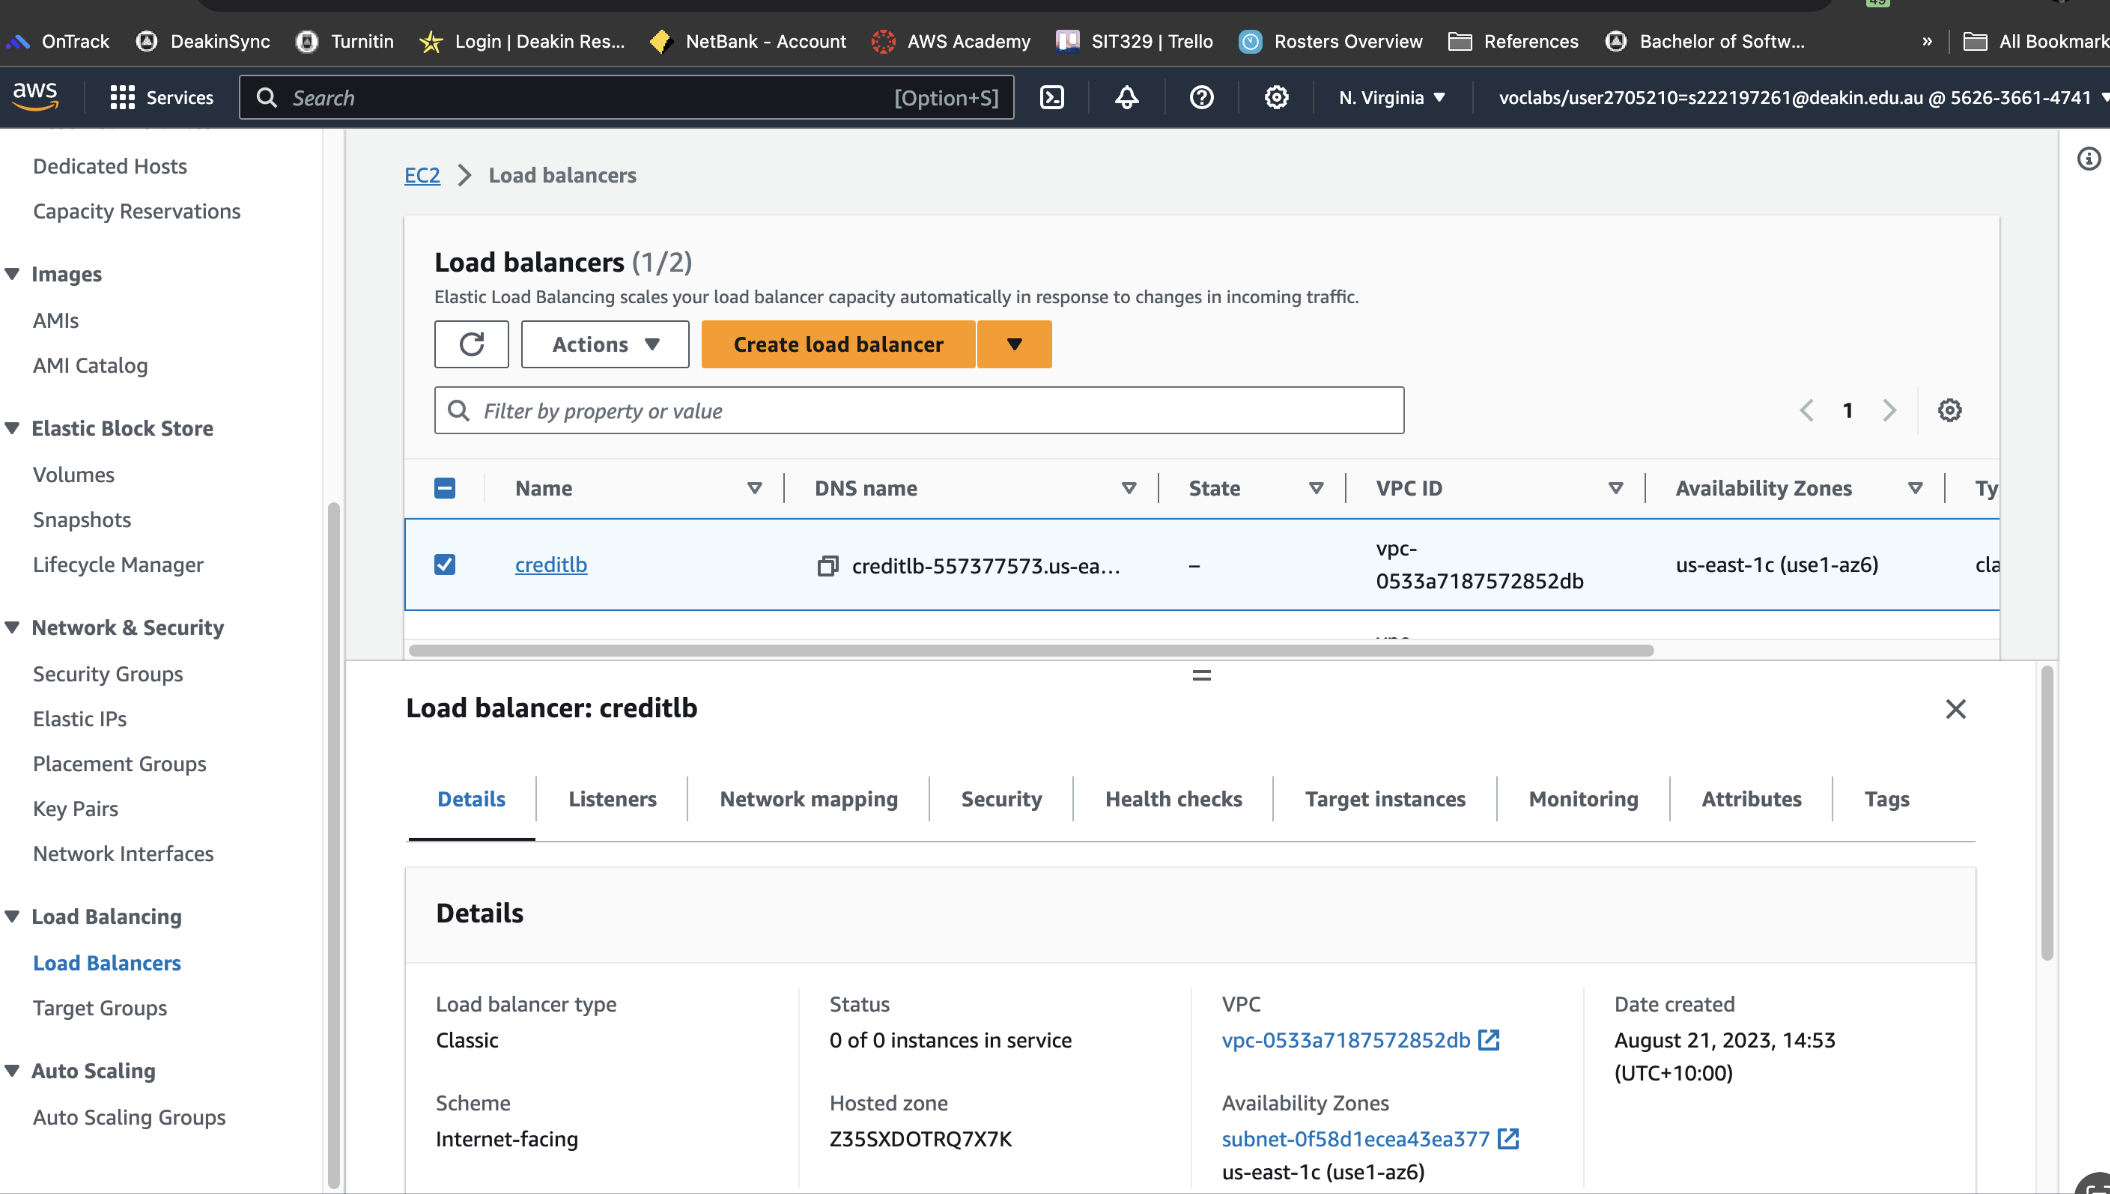 OnTrack DeakinSync Turnitin Login | Deakin Res... NetBank - Account AWS Academy SIT329 | Trello Rosters Overview References Bachelor of Softw... » All Bookmark
aws Services Search [Option+S] N. Virginia voclabs/user2705210=s222197261@deakin.edu.au @ 5626-3661-4741
Dedicated Hosts
Capacity Reservations
Images
AMIs
AMI Catalog
Elastic Block Store
Volumes
Snapshots
Lifecycle Manager
Network & Security
Security Groups
Elastic IPs
Placement Groups
Key Pairs
Network Interfaces
Load Balancing
Load Balancers
Target Groups
Auto Scaling
Auto Scaling Groups
EC2 Load balancers
Load balancers (1/2)
Elastic Load Balancing scales your load balancer capacity automatically in response to changes in incoming traffic.
Actions Create load balancer
Filter by property or value 1
Name DNS name State VPC ID Availability Zones Ty
creditlb creditlb-557377573.us-ea... – vpc-
0533a7187572852db us-east-1c (use1-az6) cla
Load balancer: creditlb
Details Listeners Network mapping Security Health checks Target instances Monitoring Attributes Tags
Details
Load balancer type Status VPC Date created
Classic 0 of 0 instances in service vpc-0533a7187572852db August 21, 2023, 14:53
(UTC+10:00)
Scheme Hosted zone Availability Zones
Internet-facing Z35SXDOTRQ7X7K subnet-0f58d1ecea43ea377
us-east-1c (use1-az6)